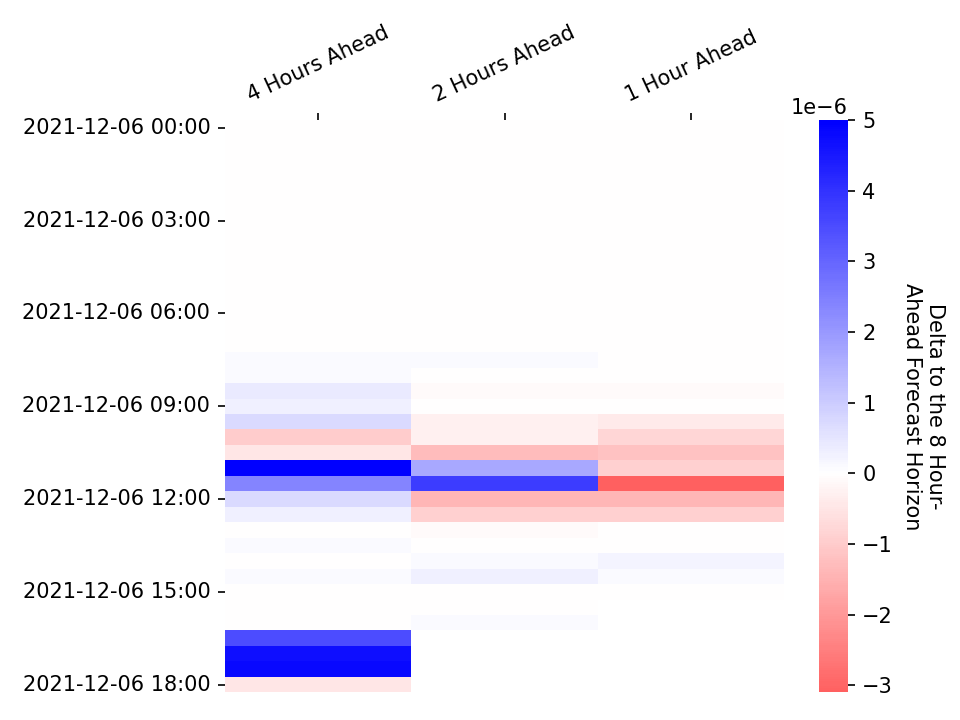 4 Hours Ahead
2 Hours Ahead
1 Hour Ahead
2021-12-06 00:00
2021-12-06 03:00
2021-12-06 06:00
2021-12-06 09:00
2021-12-06 12:00
2021-12-06 15:00
2021-12-06 18:00
1e−6
5
4
3
2
1
0
−1
−2
−3
Delta to the 8 Hour-
Ahead Forecast Horizon